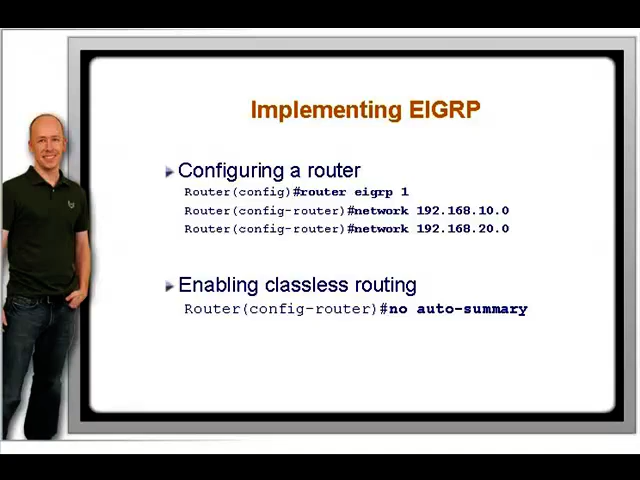 Implementing EIGRP
Configuring a router
Router(config)#router eigrp 1
Router(config-router)#network 192.168.10.0
Router(config-router)#network 192.168.20.0
Enabling classless routing
Router(config-router)#no auto-summary